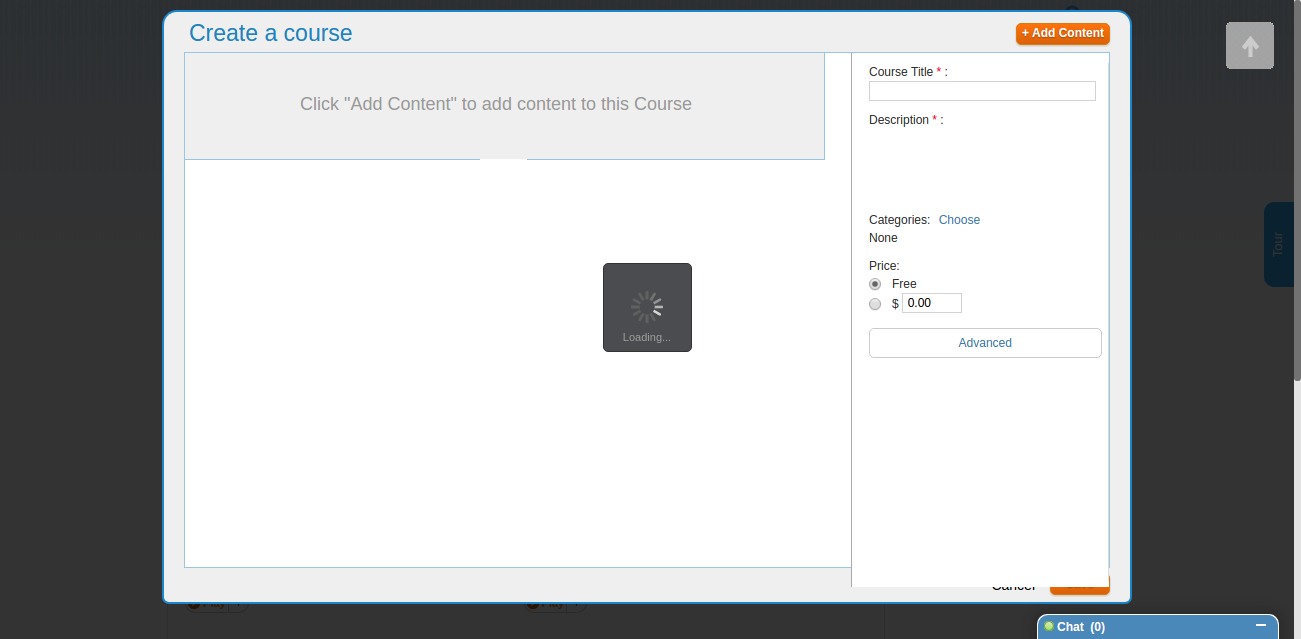 Create a course
+ Add Content
Click "Add Content" to add content to this Course
Course Title * :
Description * :
Categories: Choose
None
Price:
Free
$ 0.00
Advanced
Loading...
Tour
Cancel
Chat (0)